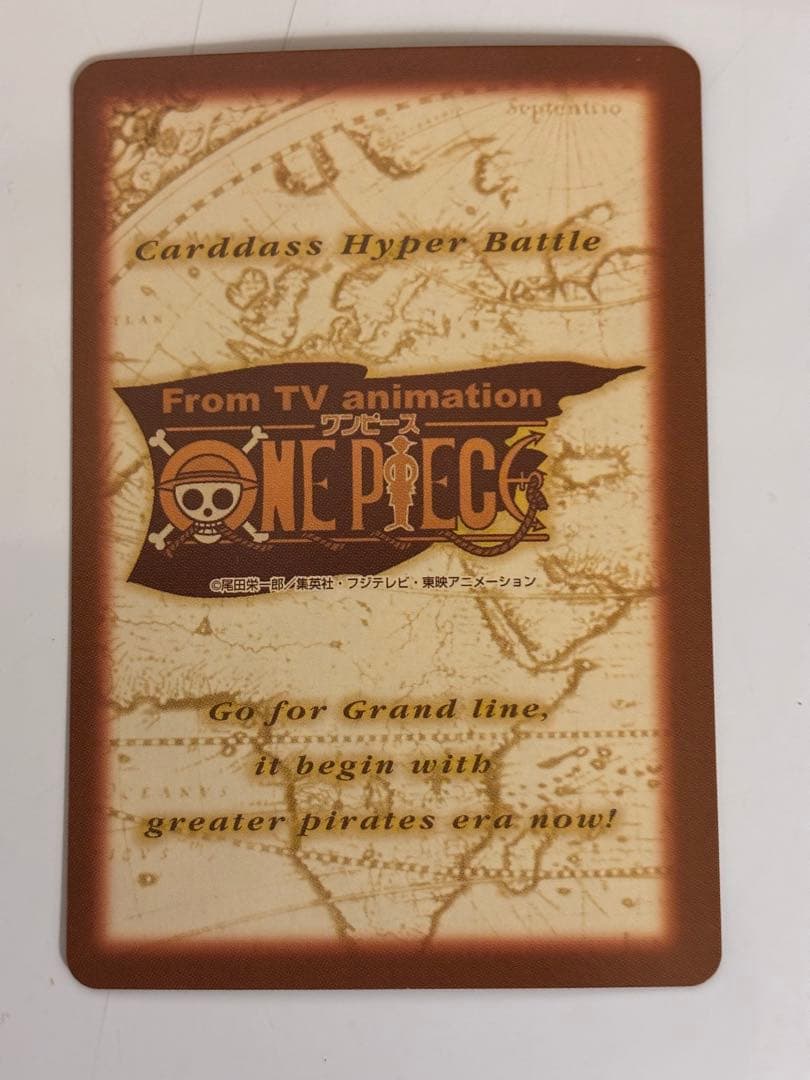 Septentrio
Carddass Hyper Battle
From TV animation
ワンピース
ONE PIECE
©尾田栄一郎／集英社・フジテレビ・東映アニメーション
Go for Grand line,
it begin with
greater pirates era now!